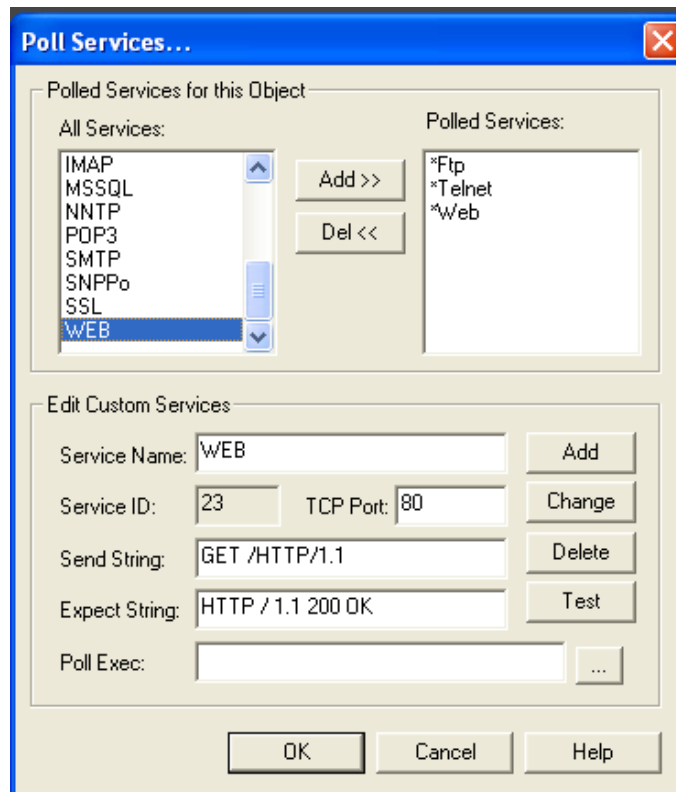 Poll Services...
Polled Services for this Object
All Services:
IMAP
MSSQL
NNTP
POP3
SMTP
SNPPo
SSL
WEB
Add >>
Del <<
Polled Services:
*Ftp
*Telnet
*Web
Edit Custom Services
Service Name: WEB Add
Service ID: 23 TCP Port: 80 Change
Send String: GET /HTTP/1.1 Delete
Expect String: HTTP / 1.1 200 OK Test
Poll Exec: ...
OK Cancel Help